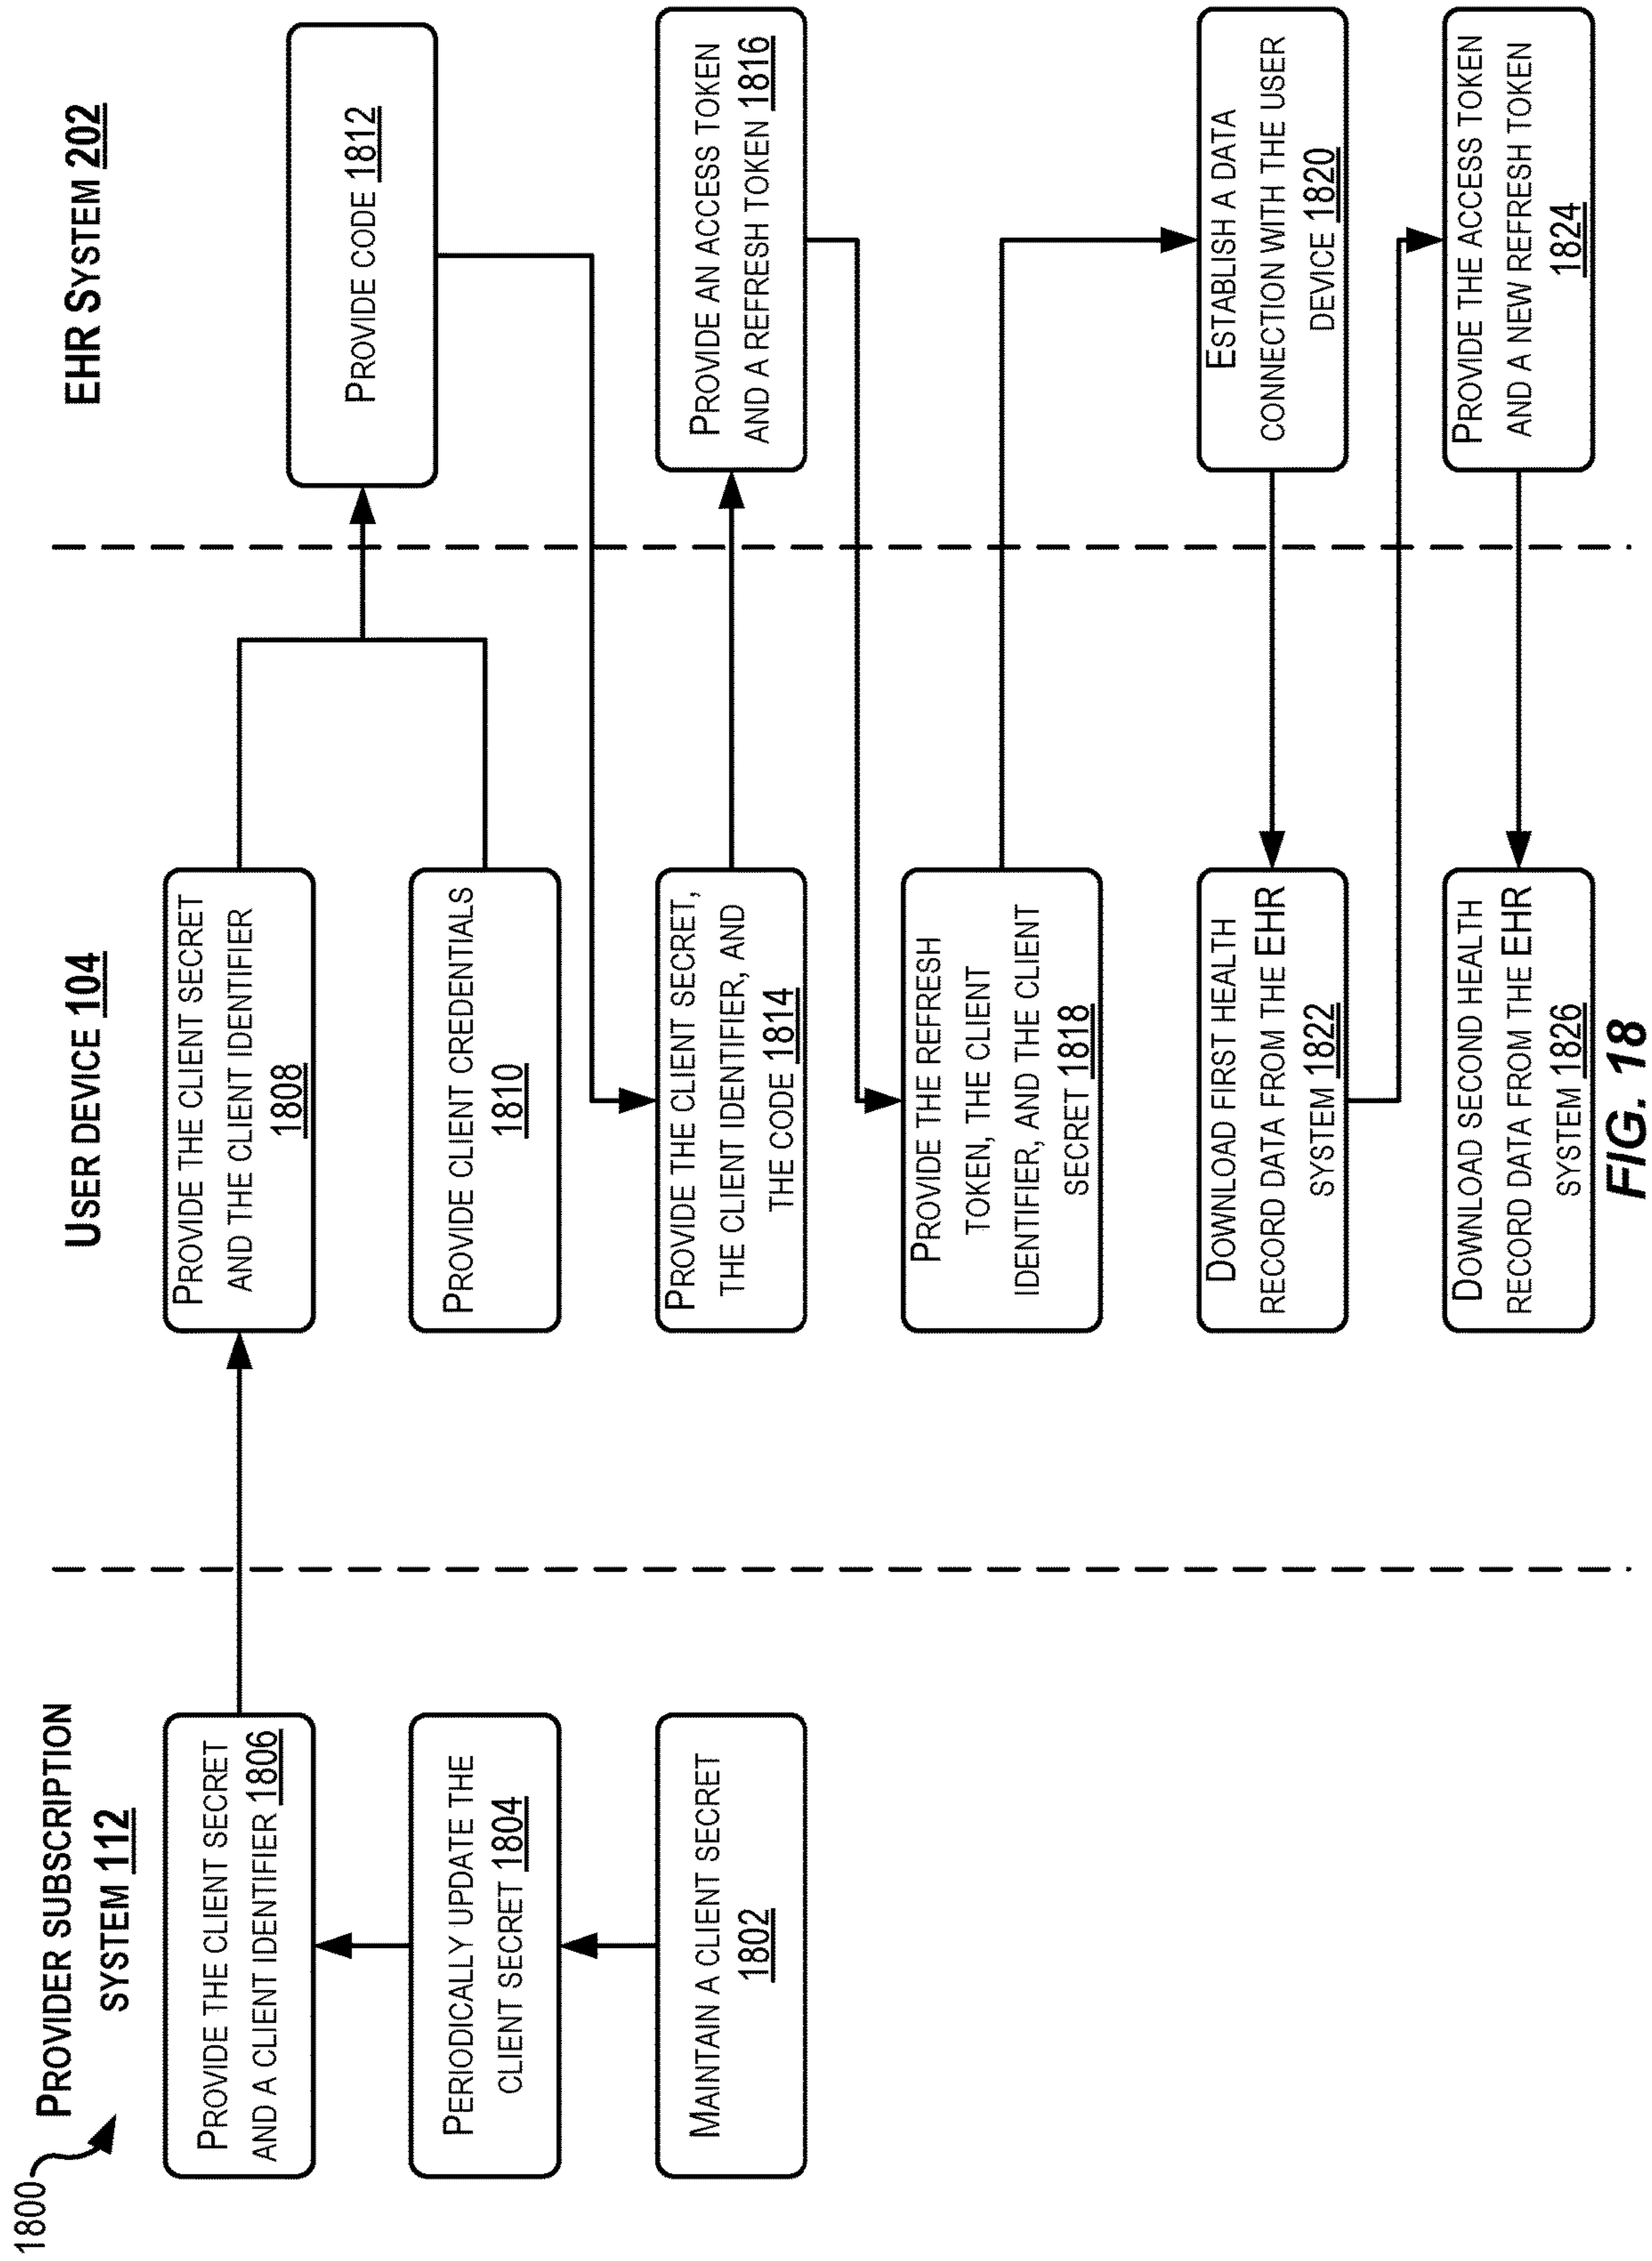 1800
PROVIDER SUBSCRIPTION
SYSTEM 112
USER DEVICE 104
EHR SYSTEM 202
PROVIDE THE CLIENT SECRET
AND A CLIENT IDENTIFIER 1806
PERIODICALLY UPDATE THE
CLIENT SECRET 1804
MAINTAIN A CLIENT SECRET
1802
PROVIDE THE CLIENT SECRET
AND THE CLIENT IDENTIFIER
1808
PROVIDE CLIENT CREDENTIALS
1810
PROVIDE CODE 1812
PROVIDE THE CLIENT SECRET,
THE CLIENT IDENTIFIER, AND
THE CODE 1814
PROVIDE AN ACCESS TOKEN
AND A REFRESH TOKEN 1816
PROVIDE THE REFRESH
TOKEN, THE CLIENT
IDENTIFIER, AND THE CLIENT
SECRET 1818
ESTABLISH A DATA
CONNECTION WITH THE USER
DEVICE 1820
DOWNLOAD FIRST HEALTH
RECORD DATA FROM THE EHR
SYSTEM 1822
PROVIDE THE ACCESS TOKEN
AND A NEW REFRESH TOKEN
1824
DOWNLOAD SECOND HEALTH
RECORD DATA FROM THE EHR
SYSTEM 1826
FIG. 18